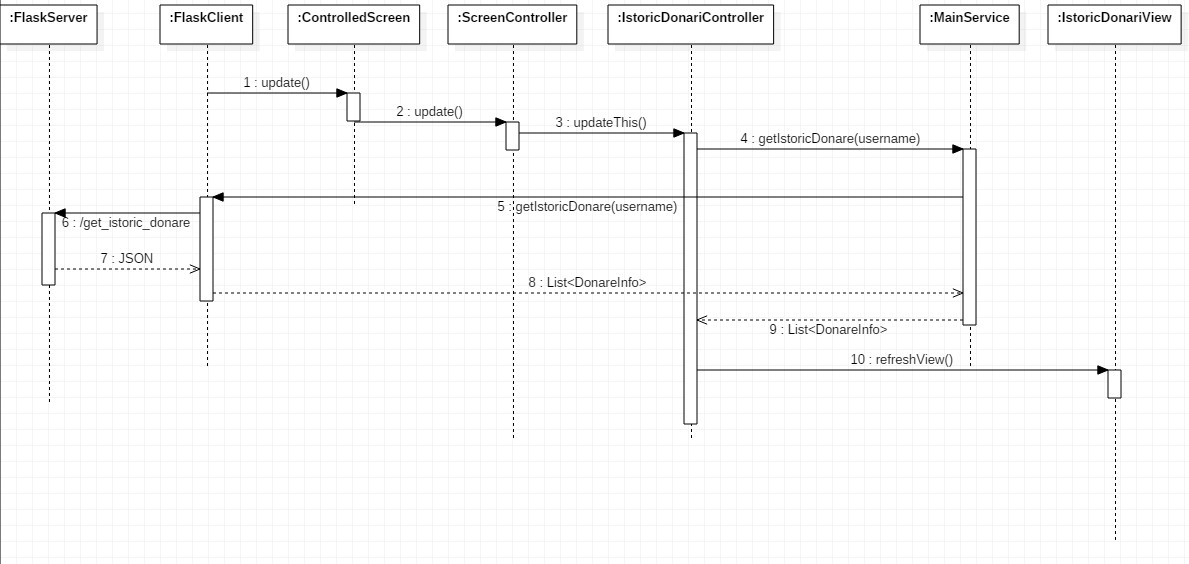 :FlaskServer
:FlaskClient
:ControlledScreen
:ScreenController
:IstoricDonariController
:MainService
:IstoricDonariView
1 : update()
2 : update()
3 : updateThis()
4 : getIstoricDonare(username)
5 : getIstoricDonare(username)
6 : /get_istoric_donare
7 : JSON
8 : List<DonareInfo>
9 : List<DonareInfo>
10 : refreshView()